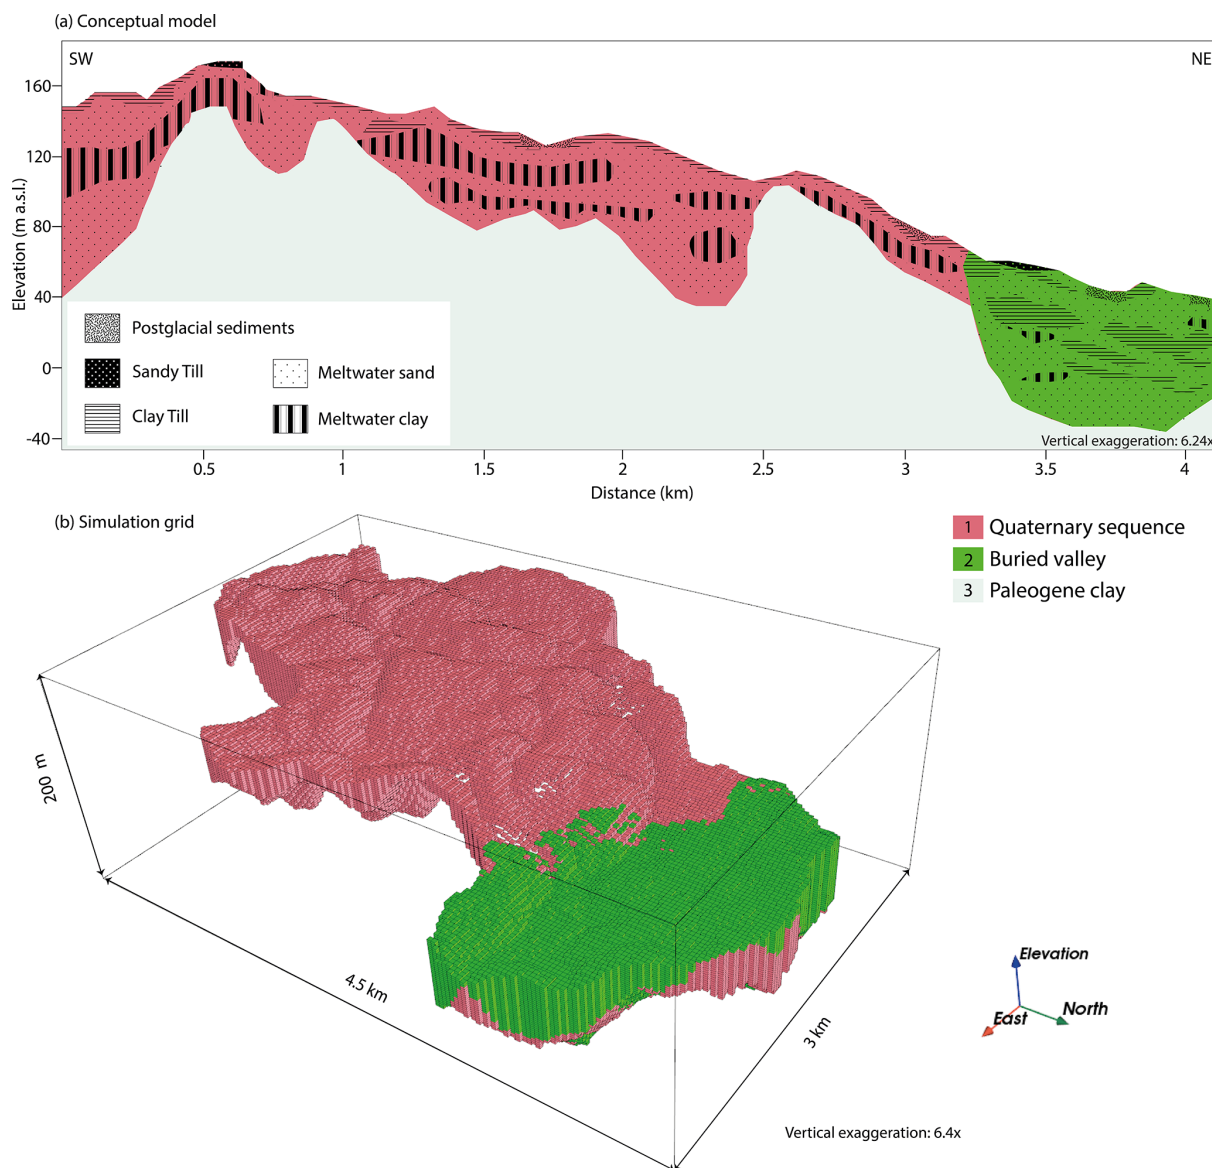 (a) Conceptual model
SW
NE
160
120
80
40
0
-40
Elevation (m a.s.l.)
Postglacial sediments
Sandy Till
Meltwater sand
Clay Till
Meltwater clay
Vertical exaggeration: 6.24x
0.5
1
1.5
2
2.5
3
3.5
4
Distance (km)
(b) Simulation grid
1 Quaternary sequence
2 Buried valley
3 Paleogene clay
200 m
4.5 km
3 km
Elevation
North
East
Vertical exaggeration: 6.4x